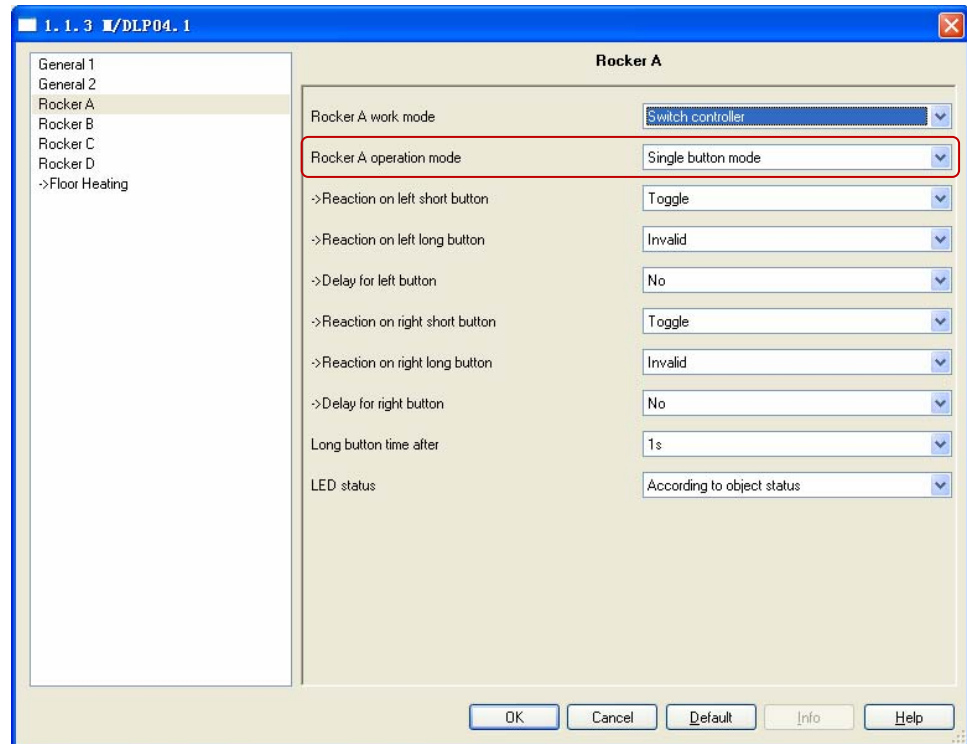 1.1.3 M/DLP04.1
General 1
General 2
Rocker A
Rocker B
Rocker C
Rocker D
->Floor Heating
Rocker A
Rocker A work mode Switch controller
Rocker A operation mode Single button mode
->Reaction on left short button Toggle
->Reaction on left long button Invalid
->Delay for left button No
->Reaction on right short button Toggle
->Reaction on right long button Invalid
->Delay for right button No
Long button time after 1s
LED status According to object status
OK Cancel Default Info Help